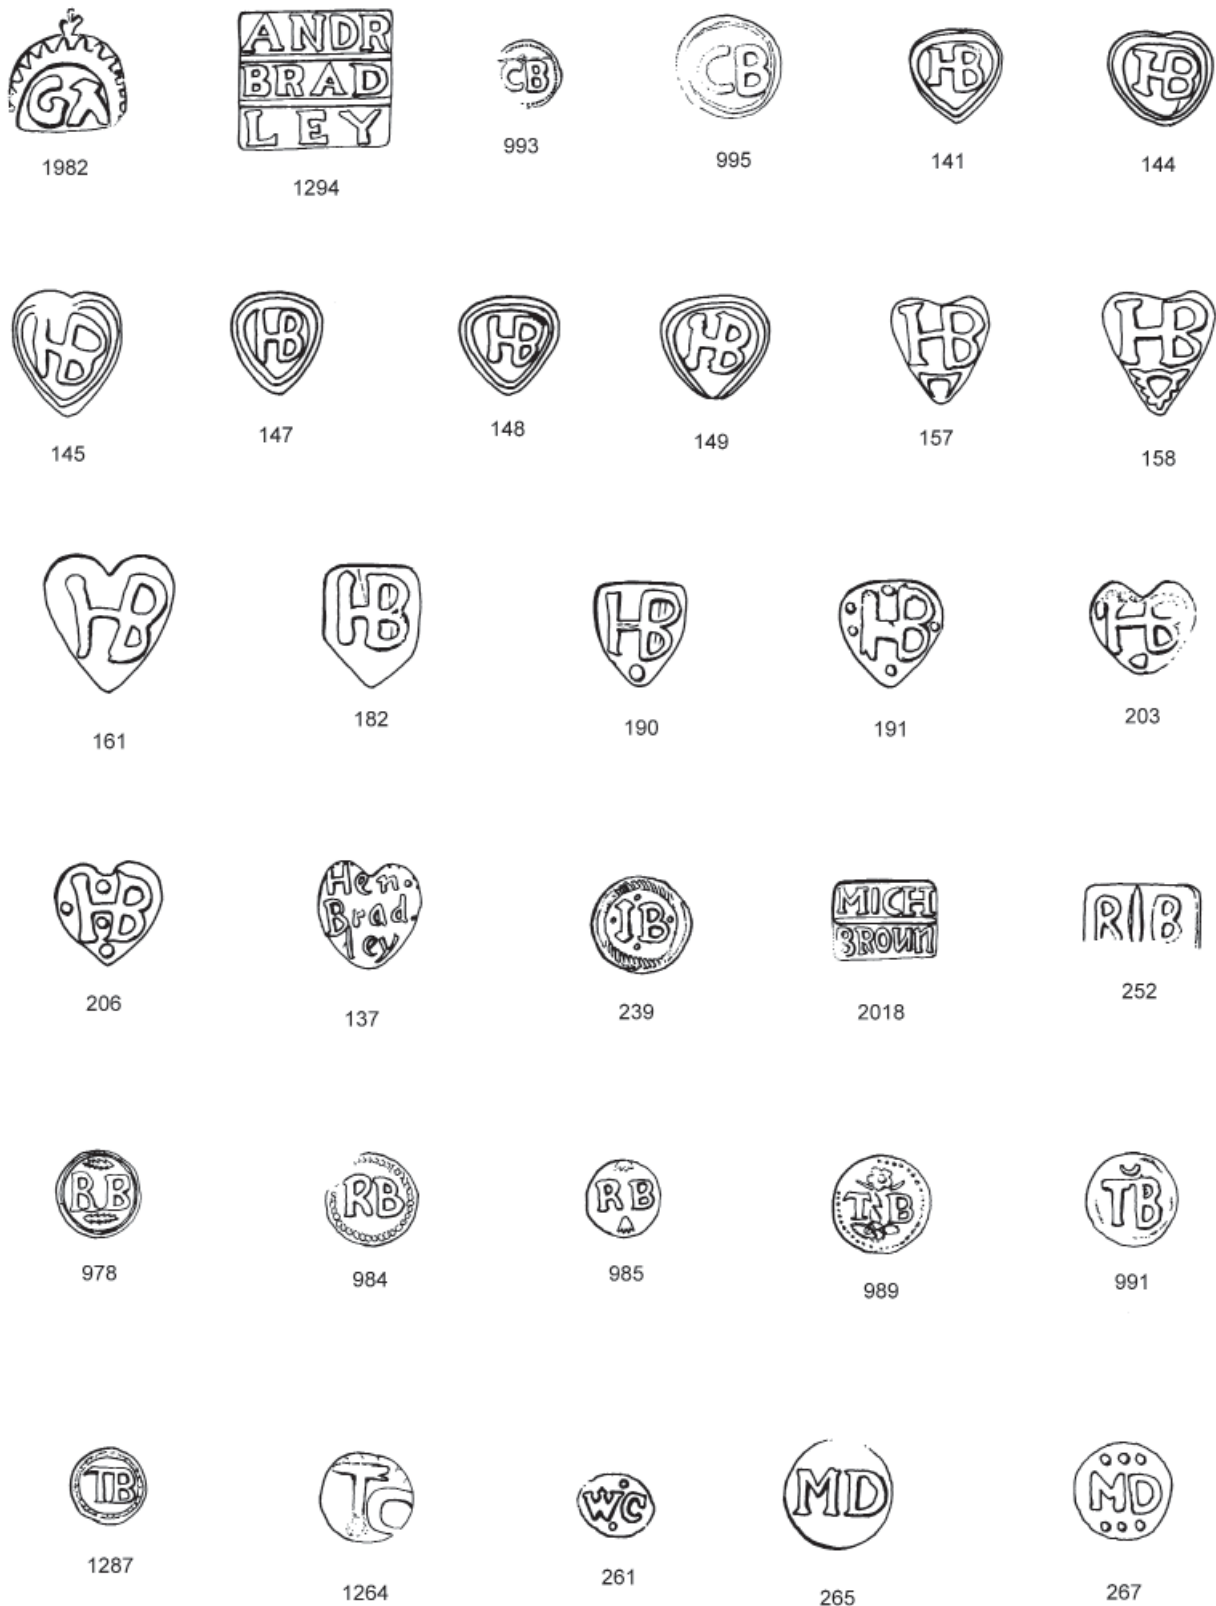 GA
1982
ANDR
BRAD
LEY
1294
CB
993
CB
995
HB
141
HB
144
HB
145
HB
147
HB
148
HB
149
HB
157
HB
158
HB
161
HB
182
HB
190
HB
191
HB
203
HB
206
Hen.
Brad
ley
137
IB
239
MICH
BROUN
2018
R B
252
RB
978
RB
984
RB
985
T B
989
TB
991
TB
1287
TC
1264
WC
261
MD
265
MD
267